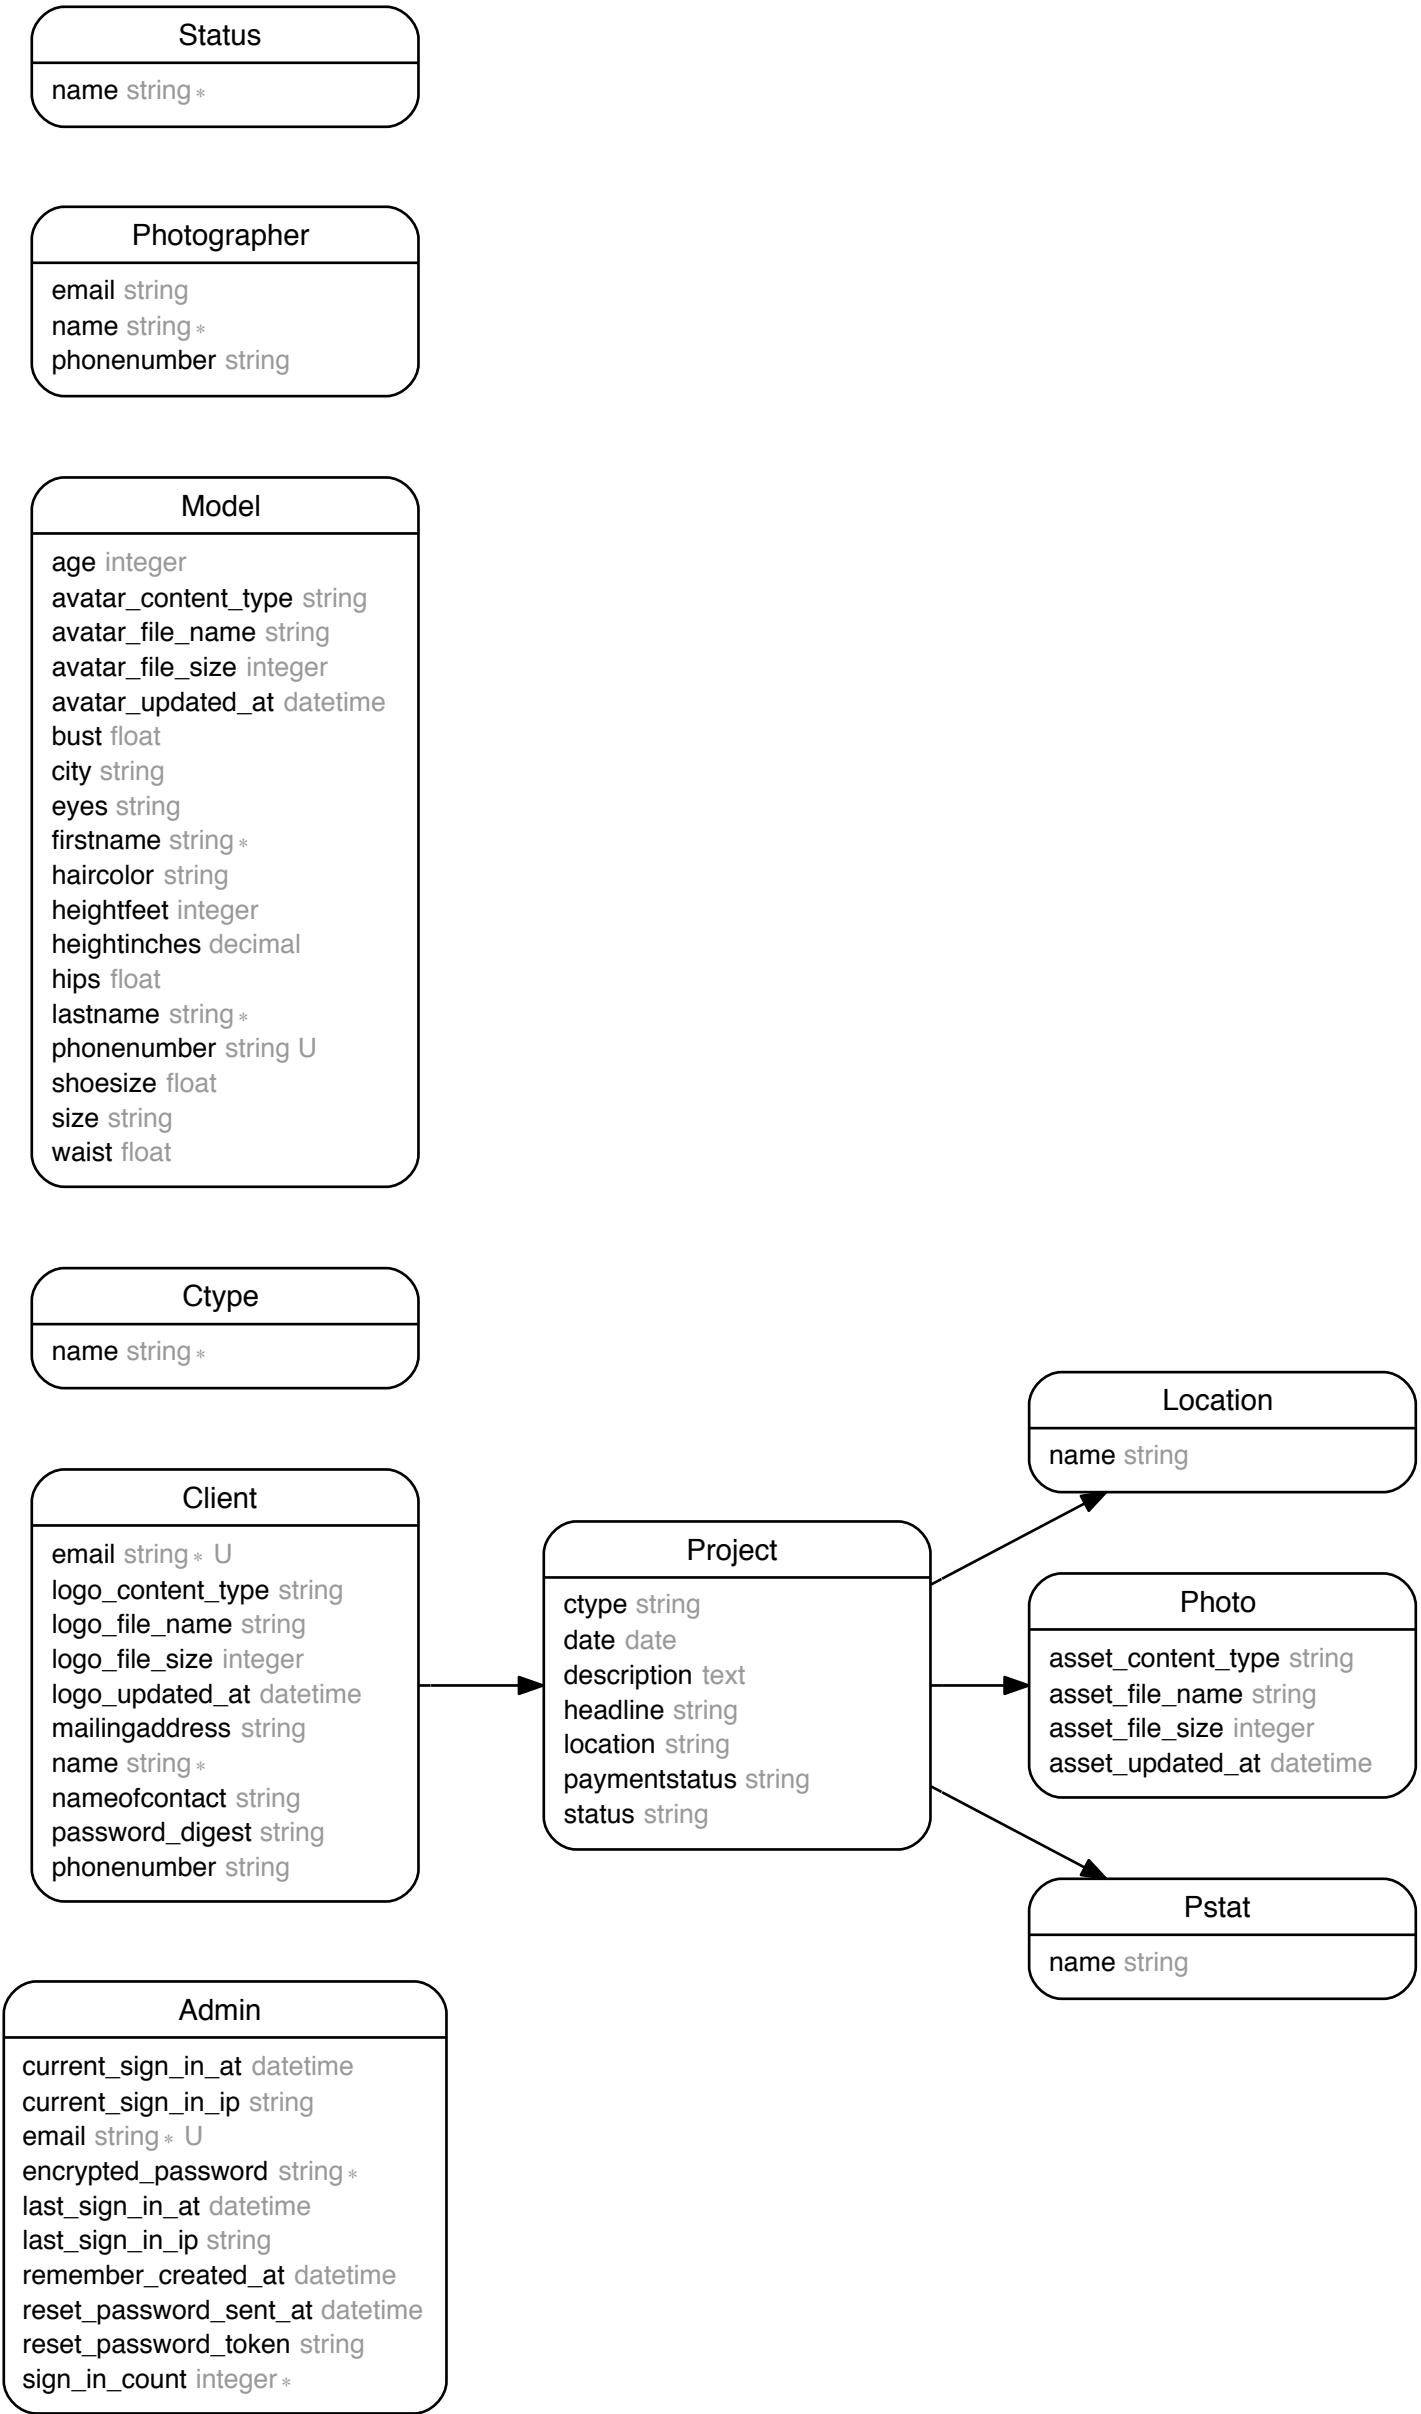 Status
name string *
Photographer
email string
name string *
phonenumber string
Model
age integer
avatar_content_type string
avatar_file_name string
avatar_file_size integer
avatar_updated_at datetime
bust float
city string
eyes string
firstname string *
haircolor string
heightfeet integer
heightinches decimal
hips float
lastname string *
phonenumber string U
shoesize float
size string
waist float
Ctype
name string *
Client
email string * U
logo_content_type string
logo_file_name string
logo_file_size integer
logo_updated_at datetime
mailingaddress string
name string *
nameofcontact string
password_digest string
phonenumber string
Project
ctype string
date date
description text
headline string
location string
paymentstatus string
status string
Location
name string
Photo
asset_content_type string
asset_file_name string
asset_file_size integer
asset_updated_at datetime
Pstat
name string
Admin
current_sign_in_at datetime
current_sign_in_ip string
email string * U
encrypted_password string *
last_sign_in_at datetime
last_sign_in_ip string
remember_created_at datetime
reset_password_sent_at datetime
reset_password_token string
sign_in_count integer *